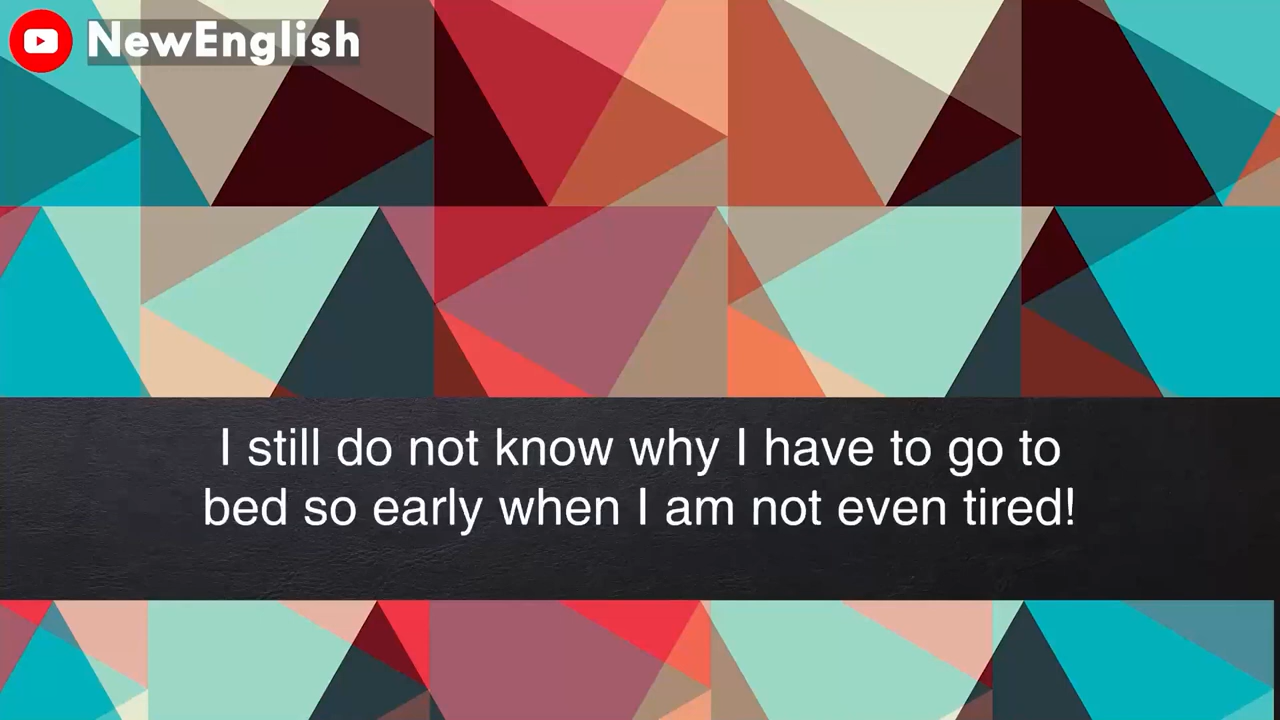 NewEnglish
I still do not know why I have to go to
bed so early when I am not even tired!